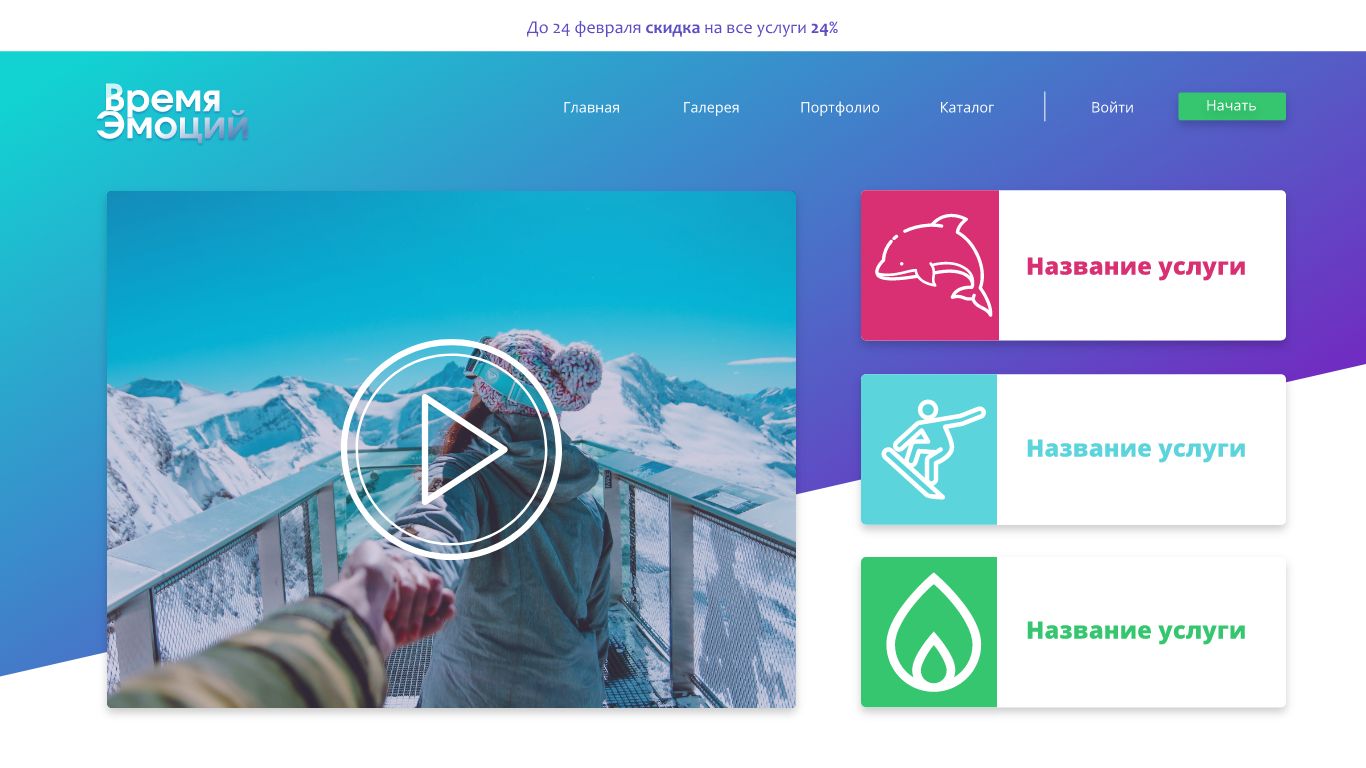 До 24 февраля скидка на все услуги 24%
Время
Эмоций
Главная
Галерея
Портфолио
Каталог
Войти
Начать
Название услуги
Название услуги
Название услуги